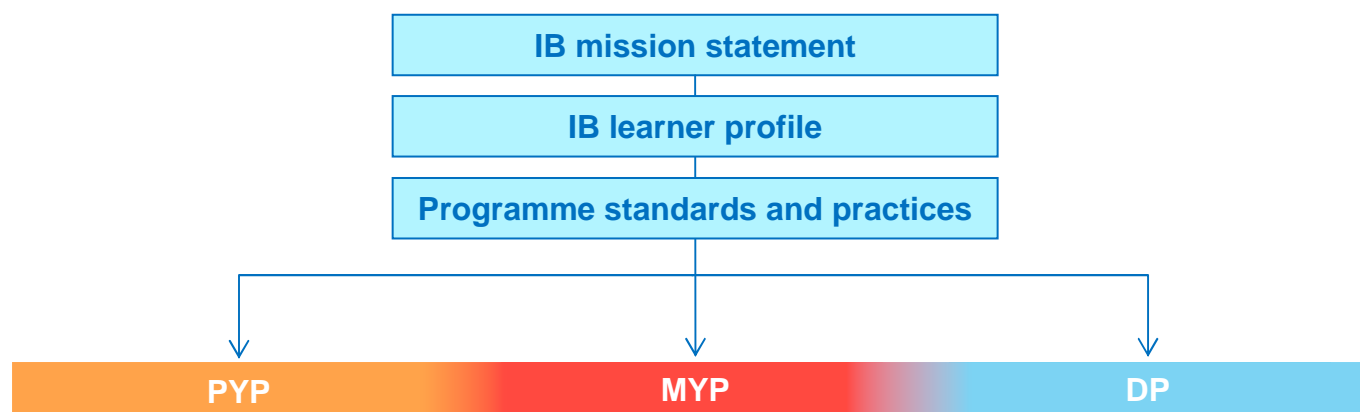 IB mission statement
IB learner profile
Programme standards and practices
PYP MYP DP